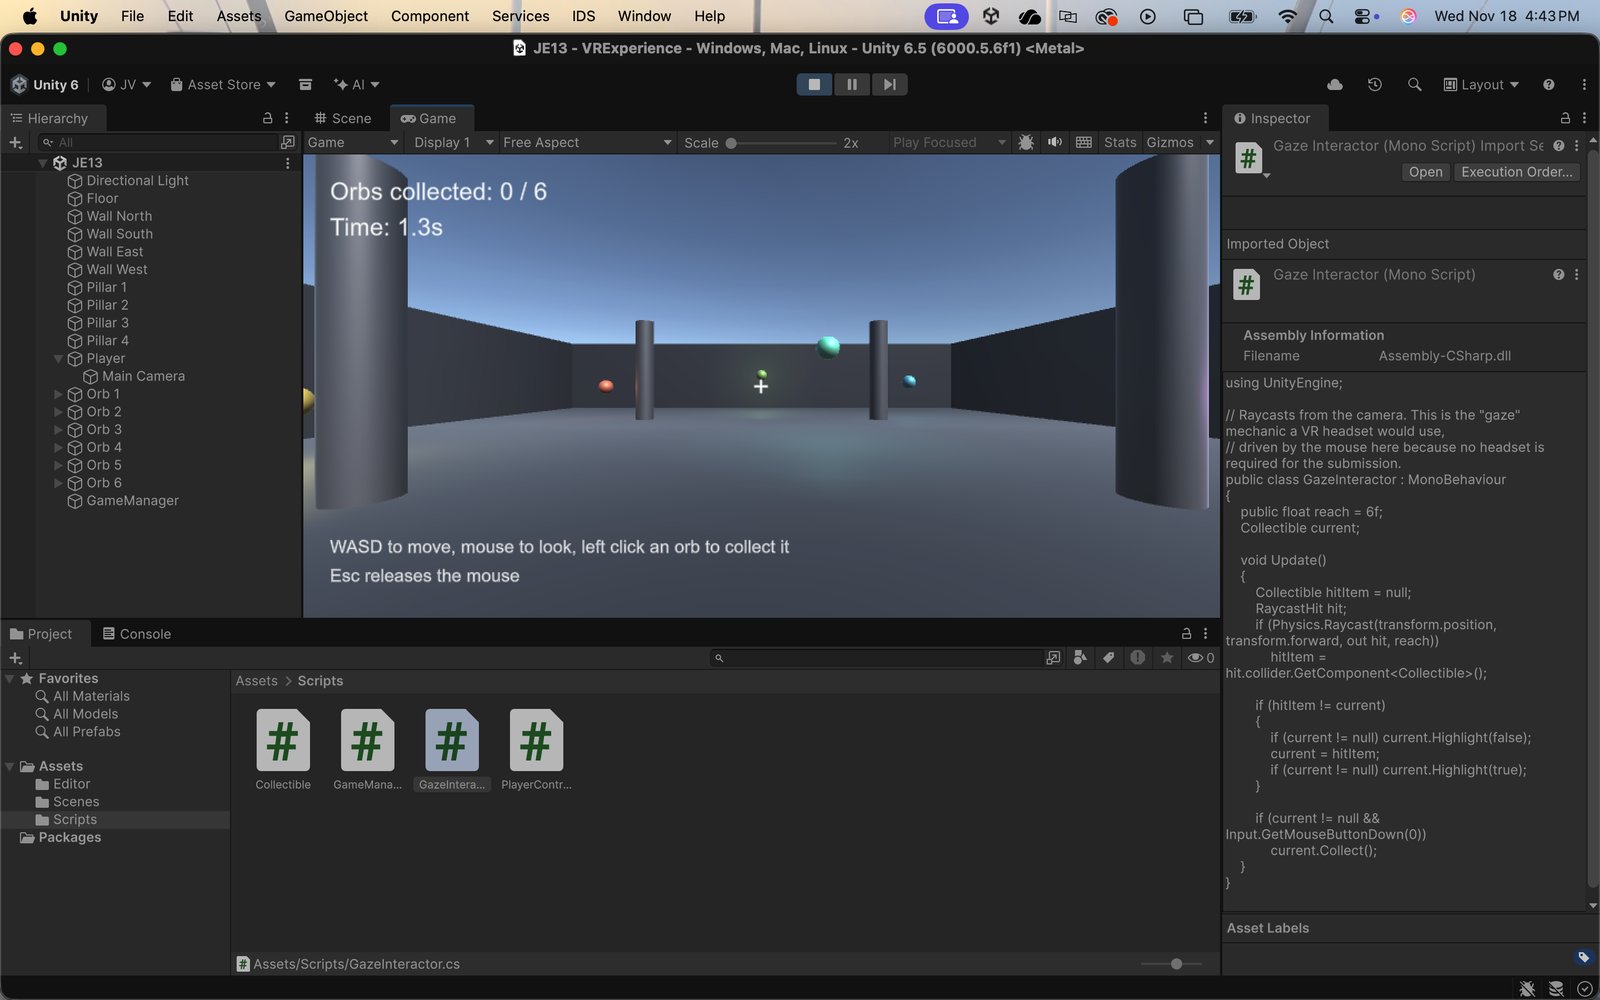 Unity File Edit Assets GameObject Component Services IDS Window Help Wed Nov 18 4:43 PM
JE13 - VRExperience - Windows, Mac, Linux - Unity 6.5 (6000.5.6f1) <Metal>
Unity 6 JV Asset Store AI Layout
Hierarchy
All
JE13
Directional Light
Floor
Wall North
Wall South
Wall East
Wall West
Pillar 1
Pillar 2
Pillar 3
Pillar 4
Player
Main Camera
Orb 1
Orb 2
Orb 3
Orb 4
Orb 5
Orb 6
GameManager
Scene Game
Game Display 1 Free Aspect Scale 2x Play Focused Stats Gizmos
Orbs collected: 0 / 6
Time: 1.3s
WASD to move, mouse to look, left click an orb to collect it
Esc releases the mouse
Inspector
Gaze Interactor (Mono Script) Import Se
Open Execution Order...
Imported Object
Gaze Interactor (Mono Script)
Assembly Information
Filename Assembly-CSharp.dll
using UnityEngine;
// Raycasts from the camera. This is the "gaze"
mechanic a VR headset would use,
// driven by the mouse here because no headset is
required for the submission.
public class GazeInteractor : MonoBehaviour
{
public float reach = 6f;
Collectible current;
void Update()
{
Collectible hitItem = null;
RaycastHit hit;
if (Physics.Raycast(transform.position,
transform.forward, out hit, reach))
hitItem =
hit.collider.GetComponent<Collectible>();
if (hitItem != current)
{
if (current != null) current.Highlight(false);
current = hitItem;
if (current != null) current.Highlight(true);
}
if (current != null &&
Input.GetMouseButtonDown(0))
current.Collect();
}
}
Asset Labels
Project Console
0
Favorites
All Materials
All Models
All Prefabs
Assets
Editor
Scenes
Scripts
Packages
Assets > Scripts
Collectible GameMana... GazeIntera... PlayerContr...
Assets/Scripts/GazeInteractor.cs